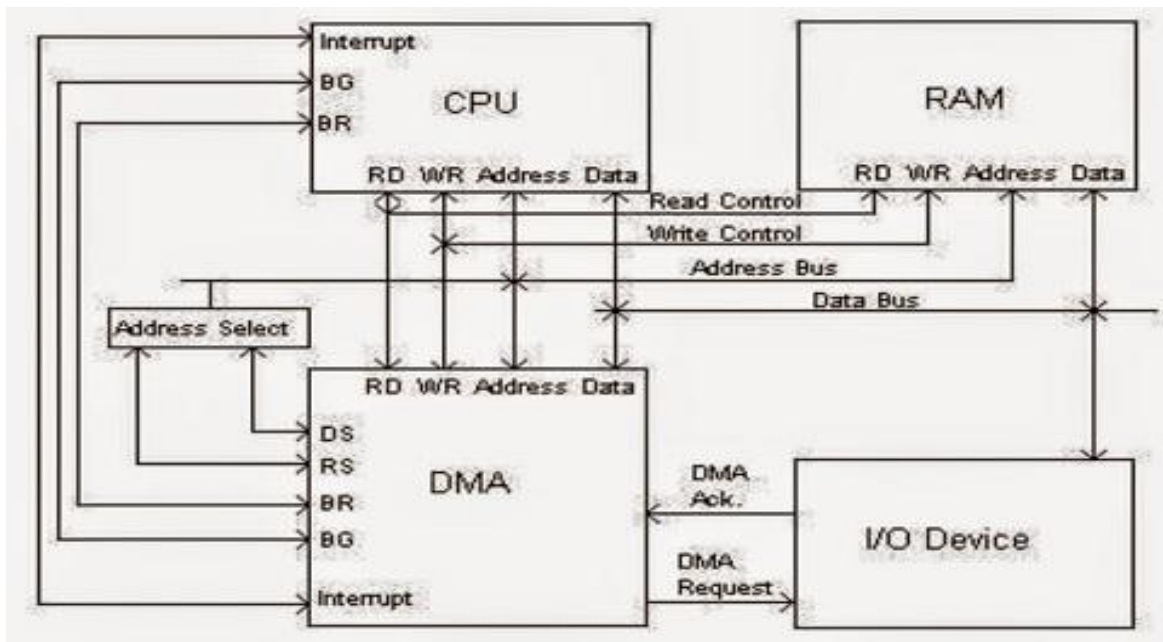 Interrupt
BG
BR
CPU
RD WR Address Data
RAM
RD WR Address Data
Read Control
Write Control
Address Bus
Data Bus
Address Select
RD WR Address Data
DS
RS
BR
BG
Interrupt
DMA
DMA
Ack.
DMA
Request
I/O Device